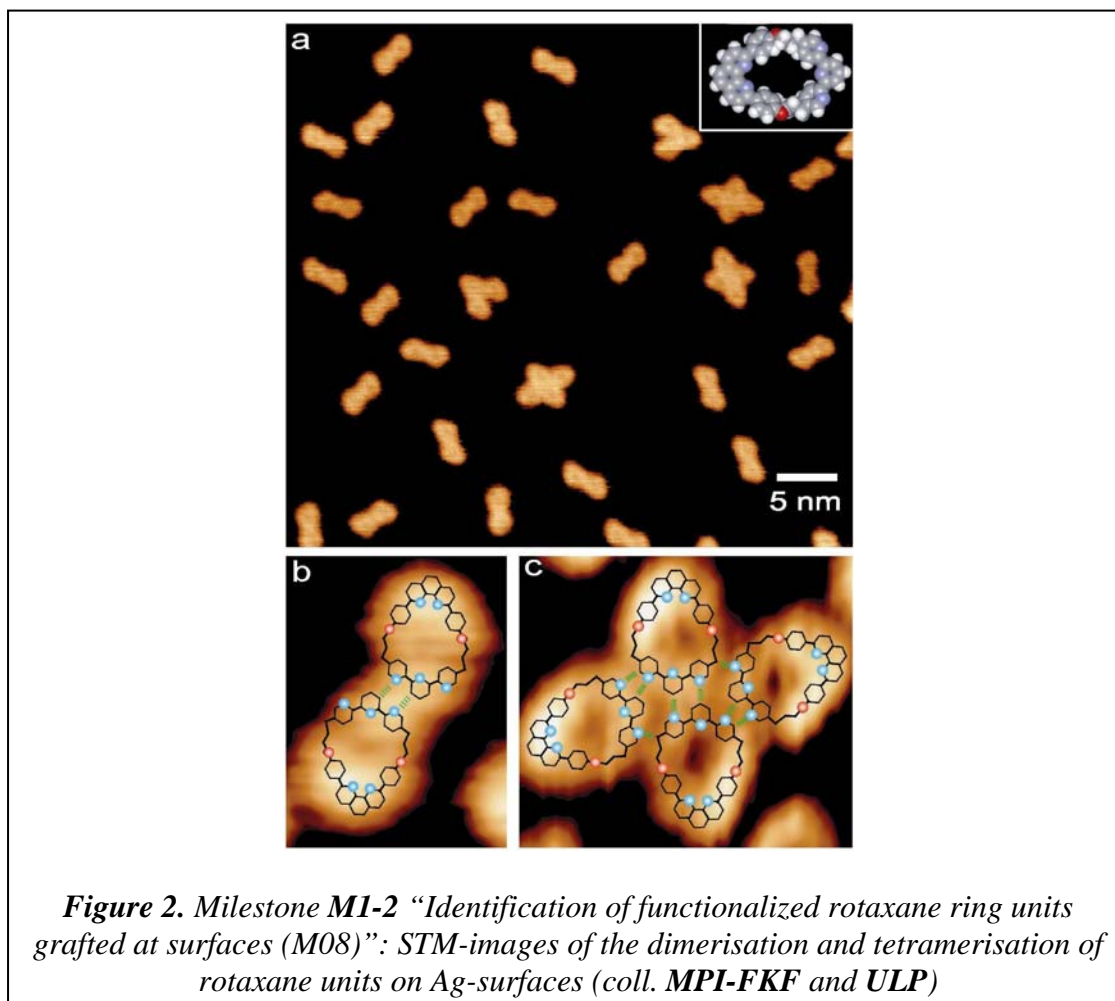 a
5 nm
b
c
Figure 2. Milestone M1-2 “Identification of functionalized rotaxane ring units
grafted at surfaces (M08)”: STM-images of the dimerisation and tetramerisation of
rotaxane units on Ag-surfaces (coll. MPI-FKF and ULP)